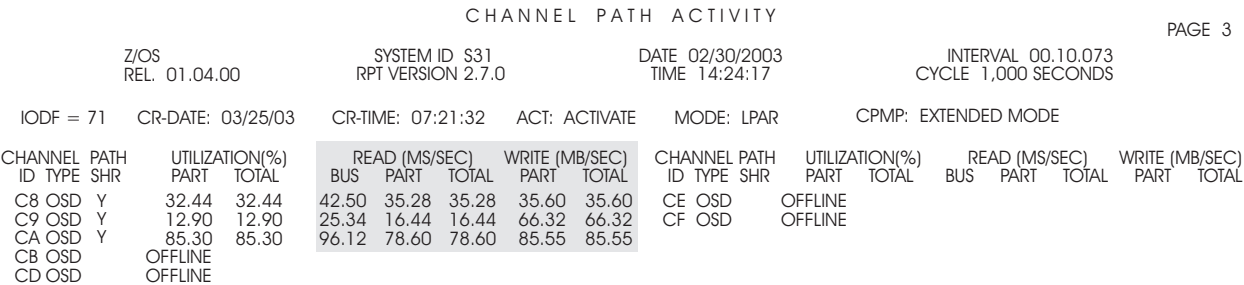 CHANNEL PATH ACTIVITY
PAGE 3
Z/OS SYSTEM ID S31 DATE 02/30/2003 INTERVAL 00.10.073
REL. 01.04.00 RPT VERSION 2.7.0 TIME 14:24:17 CYCLE 1,000 SECONDS
IODF = 71 CR-DATE: 03/25/03 CR-TIME: 07:21:32 ACT: ACTIVATE MODE: LPAR CPMP: EXTENDED MODE
CHANNEL PATH UTILIZATION(%) READ (MS/SEC) WRITE (MB/SEC) CHANNEL PATH UTILIZATION(%) READ (MS/SEC) WRITE (MB/SEC)
ID TYPE SHR PART TOTAL BUS PART TOTAL PART TOTAL ID TYPE SHR PART TOTAL BUS PART TOTAL PART TOTAL
C8 OSD Y 32.44 32.44 42.50 35.28 35.28 35.60 35.60 CE OSD OFFLINE
C9 OSD Y 12.90 12.90 25.34 16.44 16.44 66.32 66.32 CF OSD OFFLINE
CA OSD Y 85.30 85.30 96.12 78.60 78.60 85.55 85.55
CB OSD OFFLINE
CD OSD OFFLINE